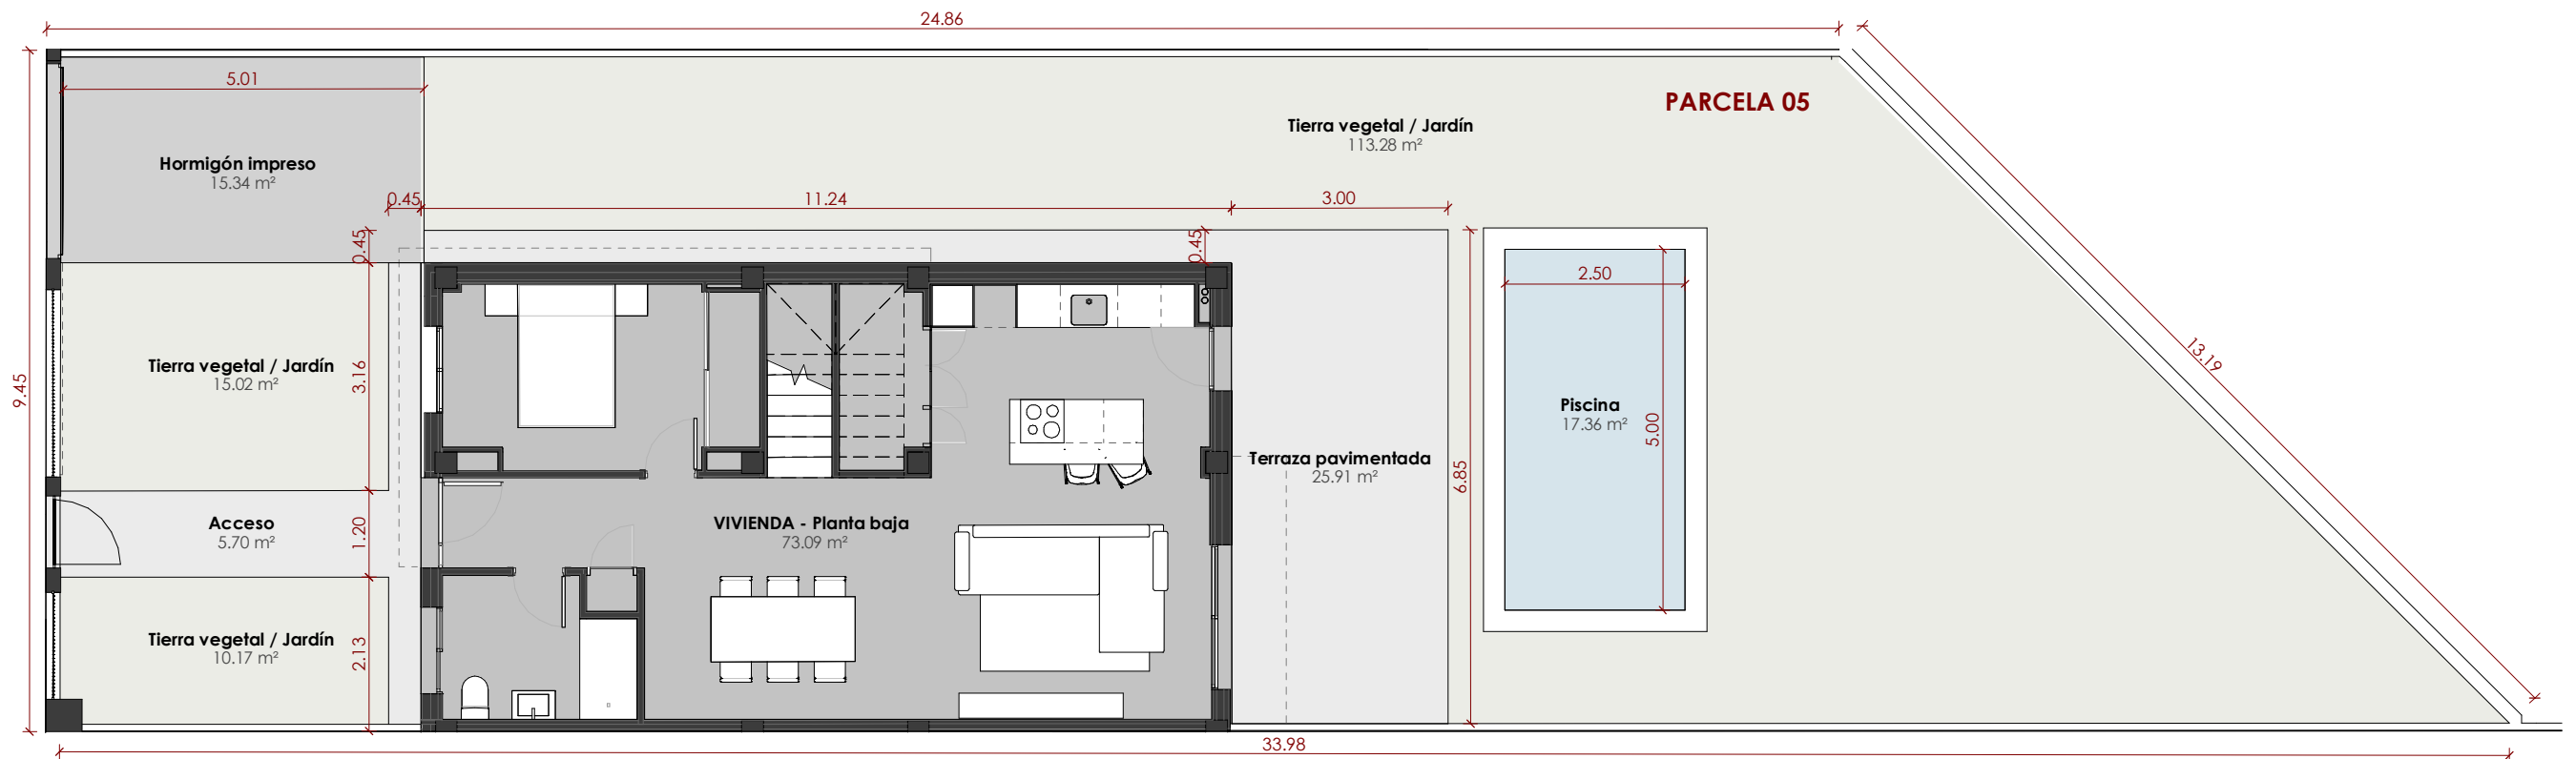 24.86
5.01
PARCELA 05
Tierra vegetal / Jardín
113.28 m²
Hormigón impreso
15.34 m²
0.45
11.24
3.00
0.45
0.45
2.50
13.19
Tierra vegetal / Jardín
15.02 m²
3.16
9.45
Piscina
17.36 m²
5.00
Terraza pavimentada
25.91 m²
6.85
Acceso
5.70 m²
1.20
VIVIENDA - Planta baja
73.09 m²
Tierra vegetal / Jardín
10.17 m²
2.13
33.98